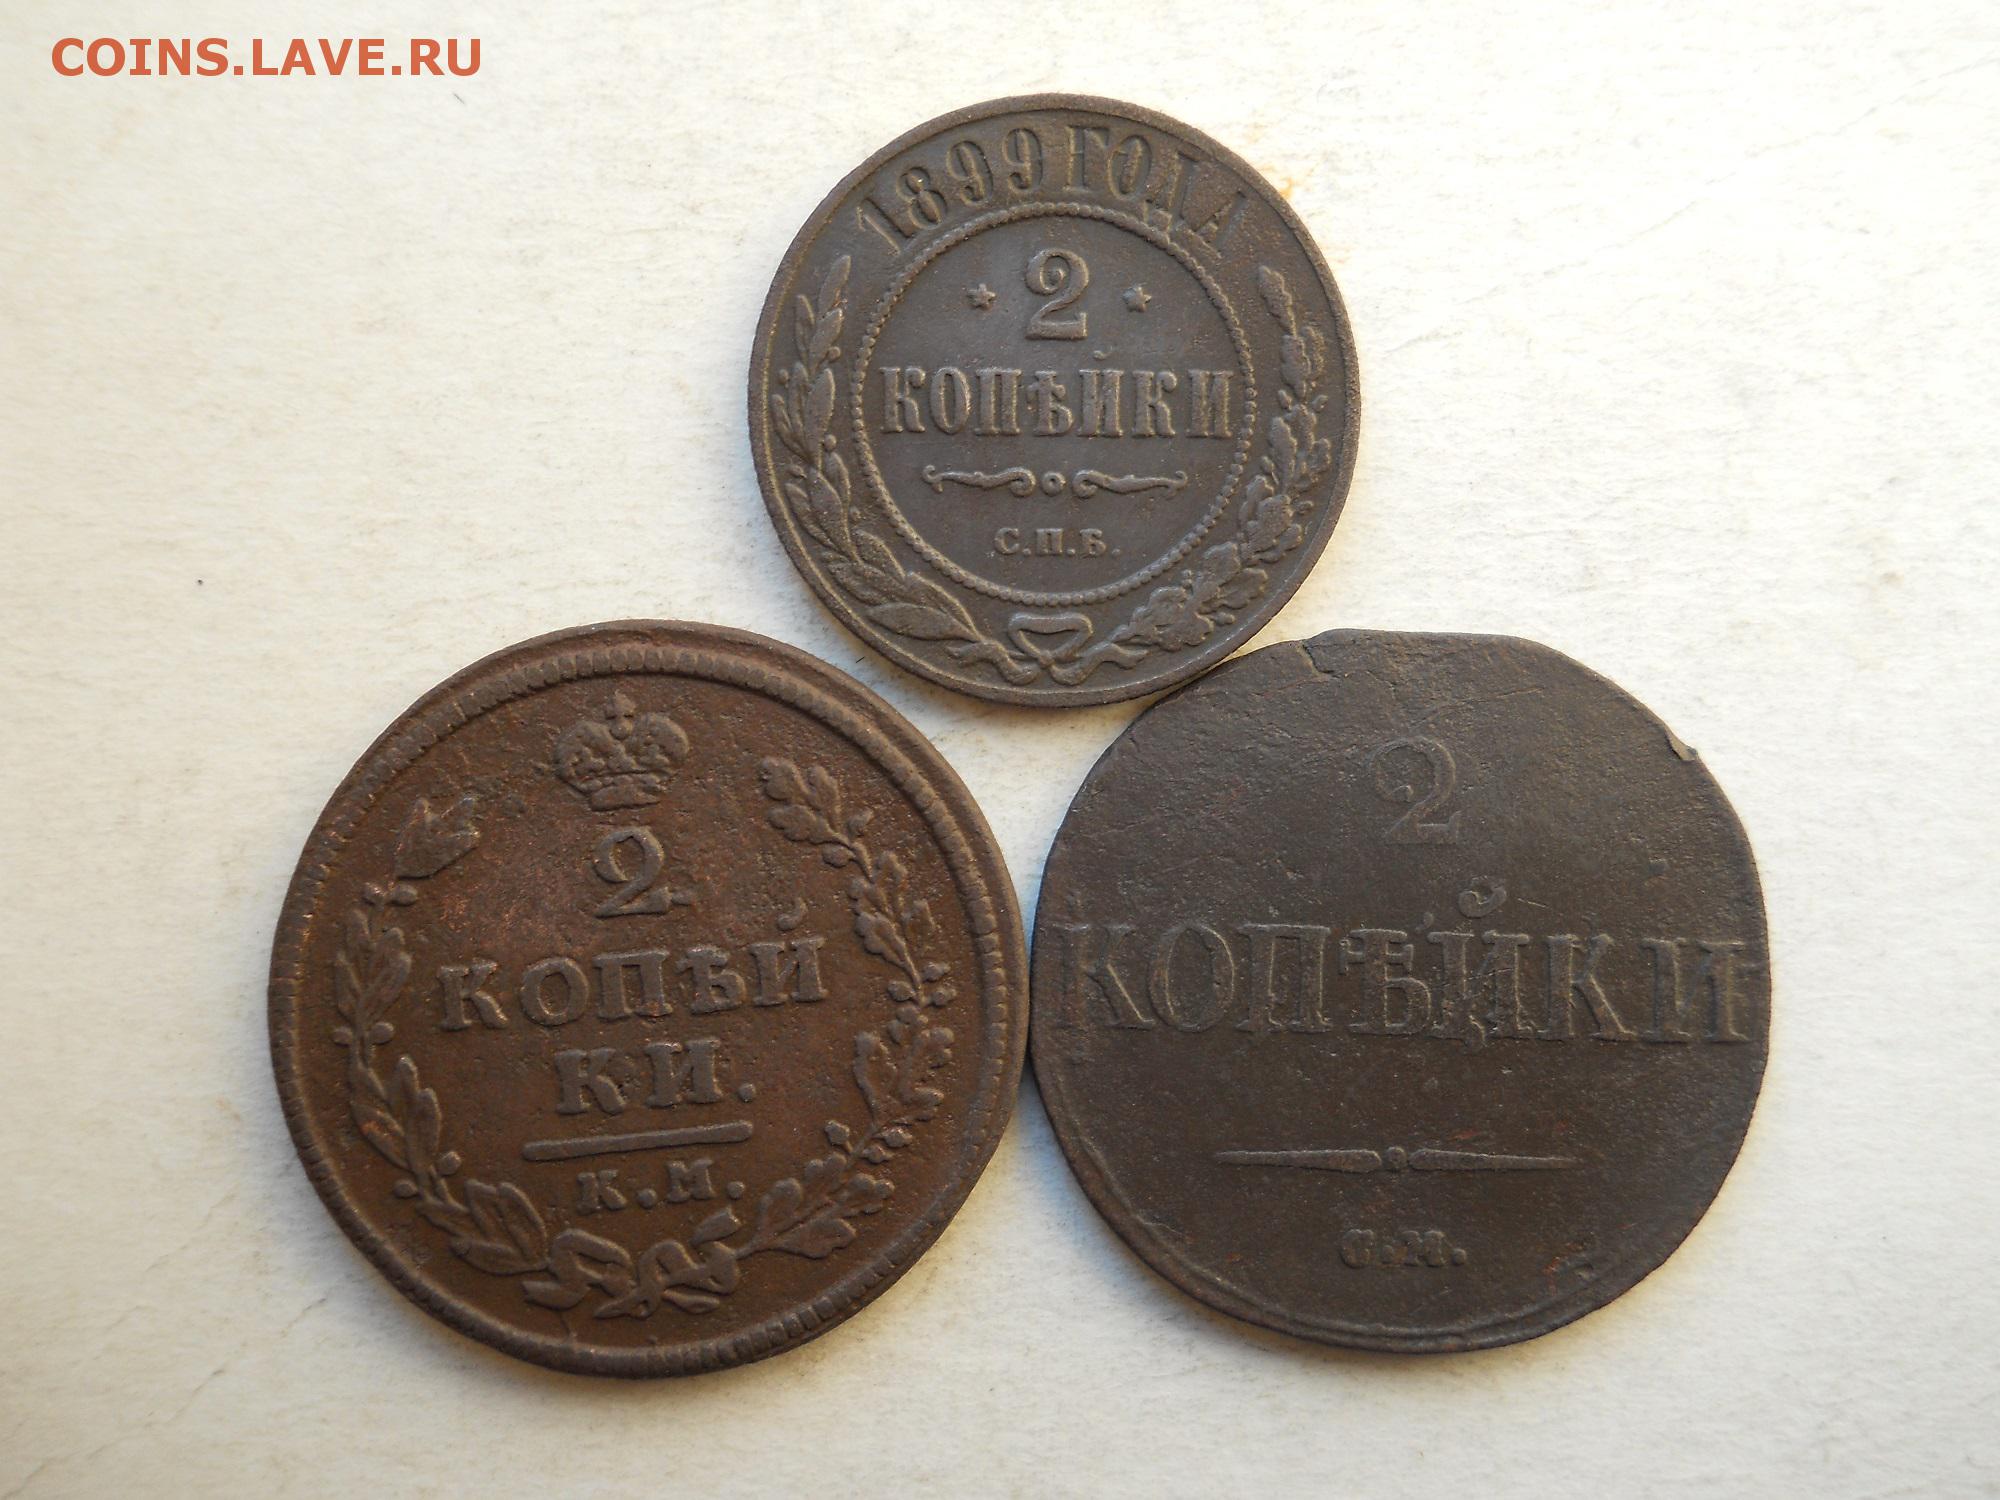 COINS.LAVE.RU
1899 ГОДА
2
КОПѢЙКИ
С.П.Б.
2
КОПѢЙ
КИ.
К.М.
2
КОПѢЙКИ
С.М.